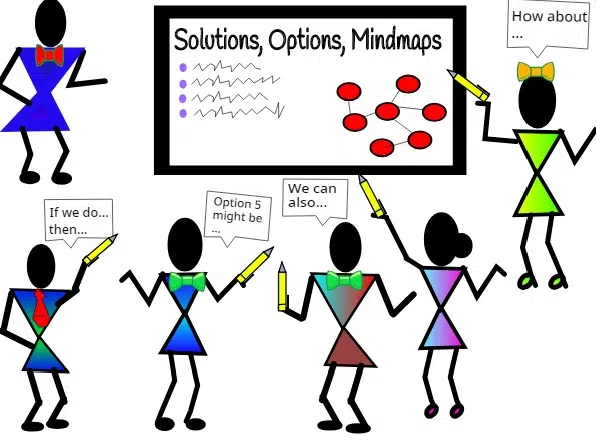 Solutions, Options, Mindmaps
How about
...
If we do...
then...
Option 5
might be
...
We can
also...